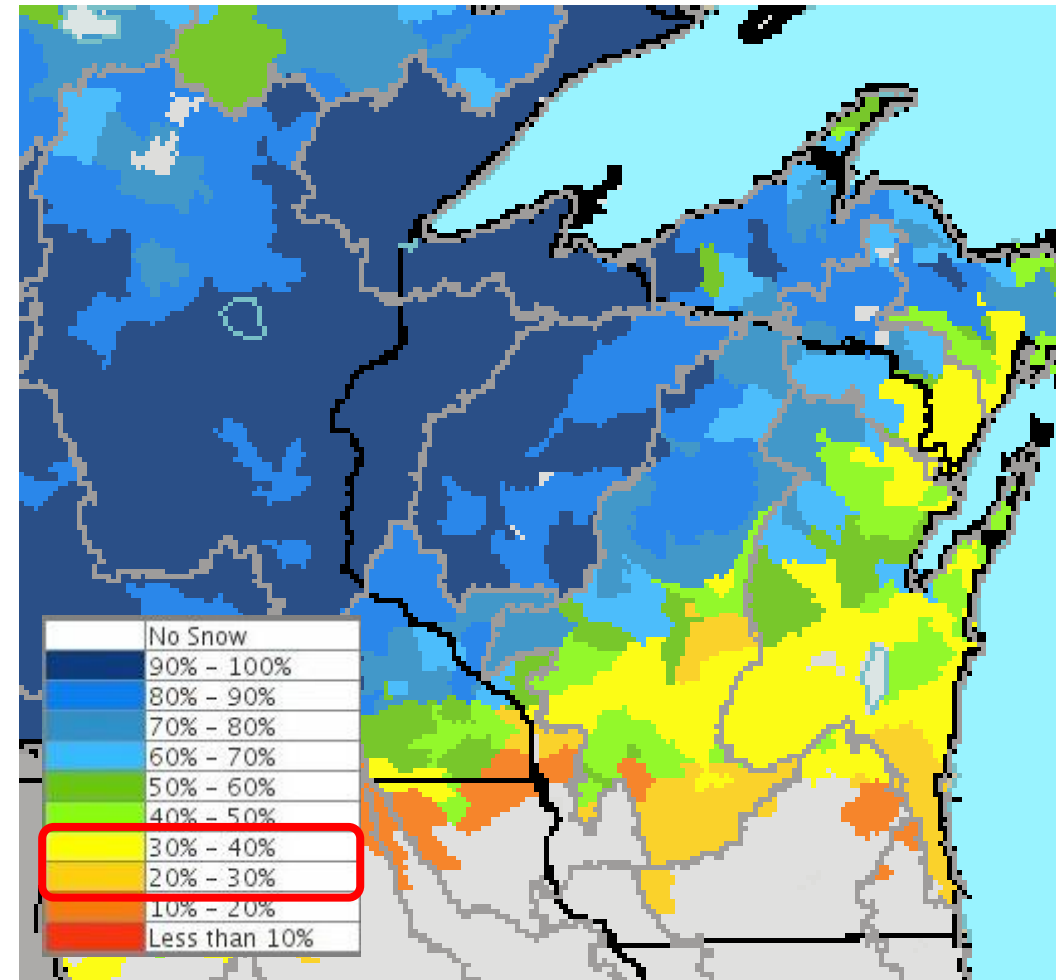 No Snow
90% – 100%
80% – 90%
70% – 80%
60% – 70%
50% – 60%
40% – 50%
30% – 40%
20% – 30%
10% – 20%
Less than 10%